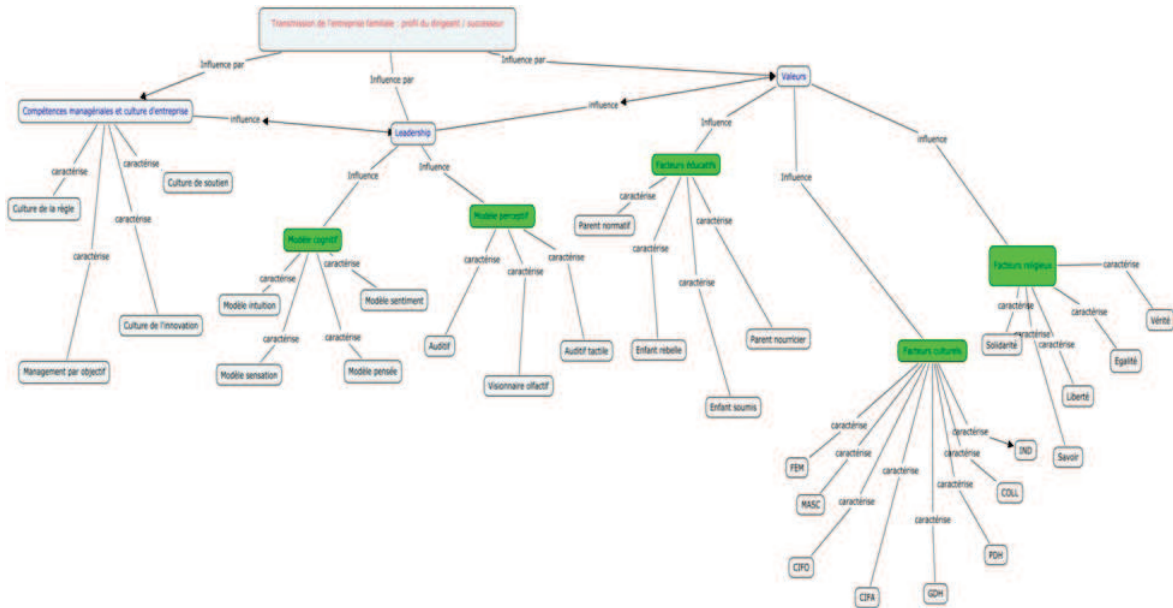 Transmission de l'entreprise familiale : profil du dirigeant / successeur
Influence par
Influence par
Influence par
Valeurs
Compétences managériales et culture d'entreprise
influence
Leadership
influence
Influence
Influence
influence
Influence
Influence
caractérise
caractérise
Culture de la règle
Culture de soutien
caractérise
caractérise
Culture de l'innovation
Management par objectif
Modèle cognitif
caractérise
caractérise
Modèle intuition
Modèle sentiment
caractérise
caractérise
Modèle sensation
Modèle pensée
Modèle perceptif
caractérise
caractérise
caractérise
Auditif
Visionnaire olfactif
Auditif tactile
Facteurs éducatifs
caractérise
caractérise
caractérise
caractérise
Parent normatif
Enfant rebelle
Enfant soumis
Parent nourricier
Facteurs religieux
caractérise
caractérise
caractérise
caractérise
caractérise
Vérité
Solidarité
Egalité
Liberté
Savoir
Facteurs culturels
caractérise
caractérise
caractérise
caractérise
caractérise
caractérise
caractérise
caractérise
FEM
MASC
CIFO
CIFA
GDH
PDH
COLL
IND